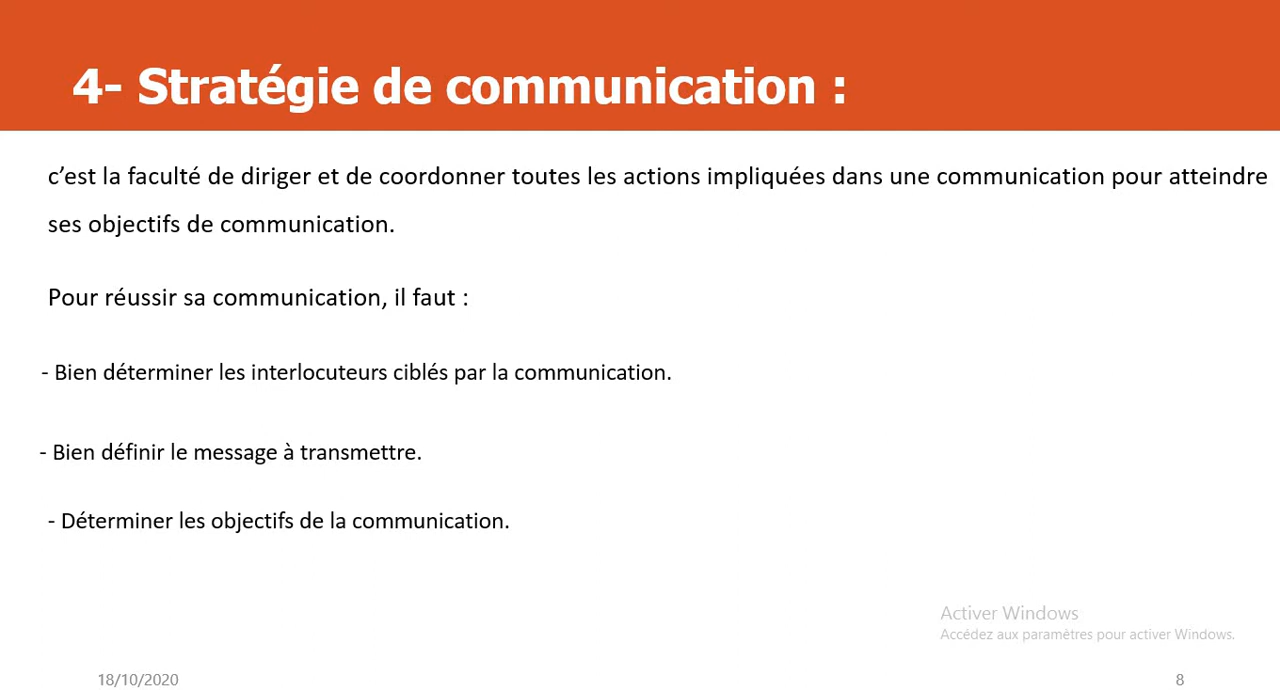 4- Stratégie de communication :
c’est la faculté de diriger et de coordonner toutes les actions impliquées dans une communication pour atteindre
ses objectifs de communication.
Pour réussir sa communication, il faut :
- Bien déterminer les interlocuteurs ciblés par la communication.
- Bien définir le message à transmettre.
- Déterminer les objectifs de la communication.
Activer Windows
Accédez aux paramètres pour activer Windows.
18/10/2020
8